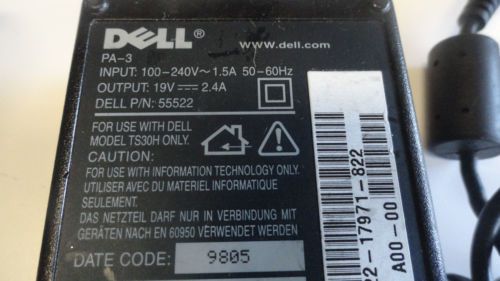 DELL
www.dell.com
PA-3
INPUT: 100-240V~1.5A 50-60Hz
OUTPUT: 19V⎓2.4A
DELL P/N: 55522
FOR USE WITH DELL
MODEL TS30H ONLY.
CAUTION:
FOR USE WITH INFORMATION TECHNOLOGY ONLY.
UTILISER AVEC DU MATERIEL INFORMATIQUE
SEULEMENT.
DAS NETZTEIL DARF NUR IN VERBINDUNG MIT
GERÄTEN NACH EN 60950 VERWENDET WERDEN
DATE CODE: 9805
22-17971-822
A00-00